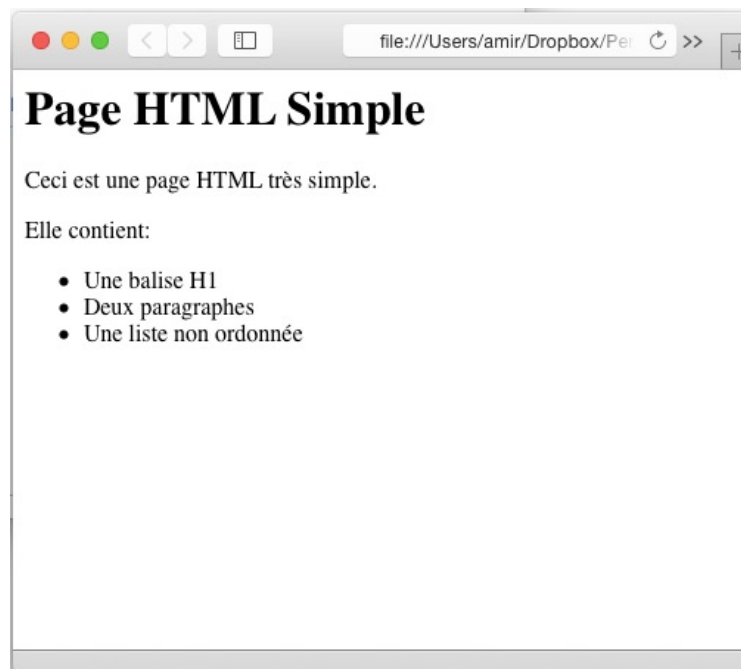 file:///Users/amir/Dropbox/Pe
Page HTML Simple
Ceci est une page HTML très simple.
Elle contient:
• Une balise H1
• Deux paragraphes
• Une liste non ordonnée